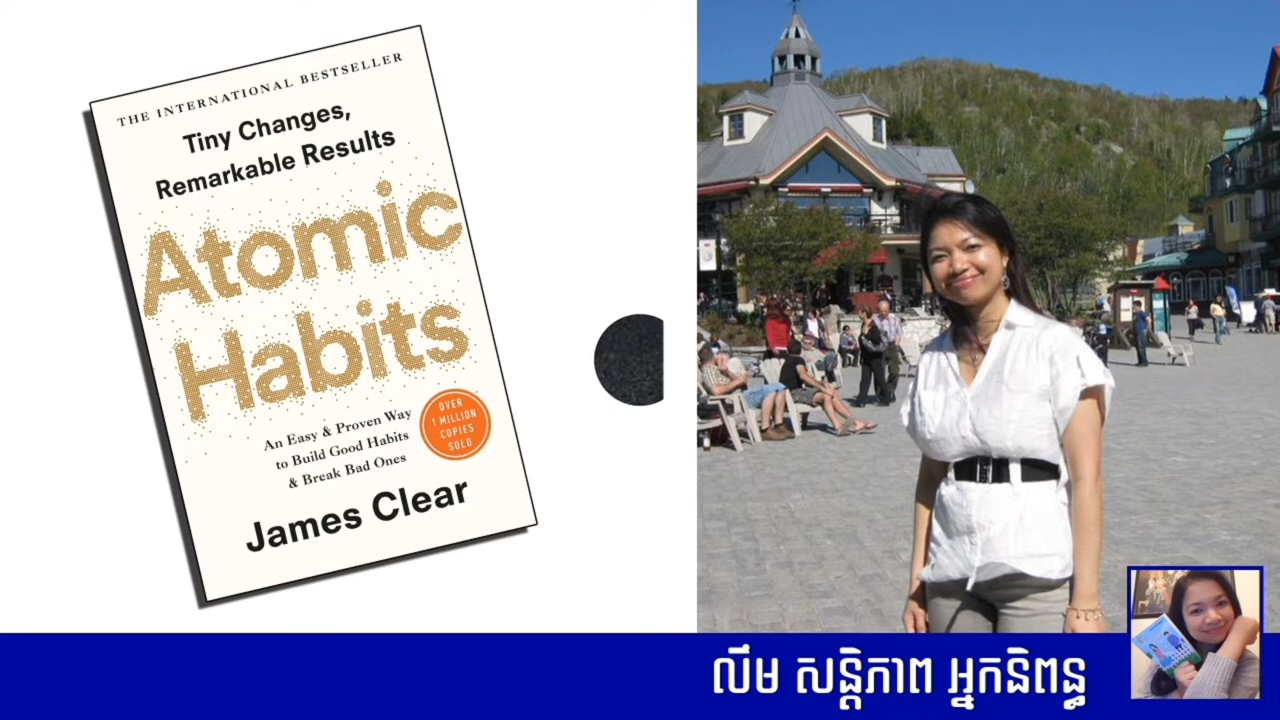 THE INTERNATIONAL BESTSELLER
Tiny Changes,
Remarkable Results
Atomic
Habits
An Easy & Proven Way
to Build Good Habits
& Break Bad Ones
OVER
1 MILLION
COPIES
SOLD
James Clear
លឹម សន្តិភាព អ្នកនិពន្ធ